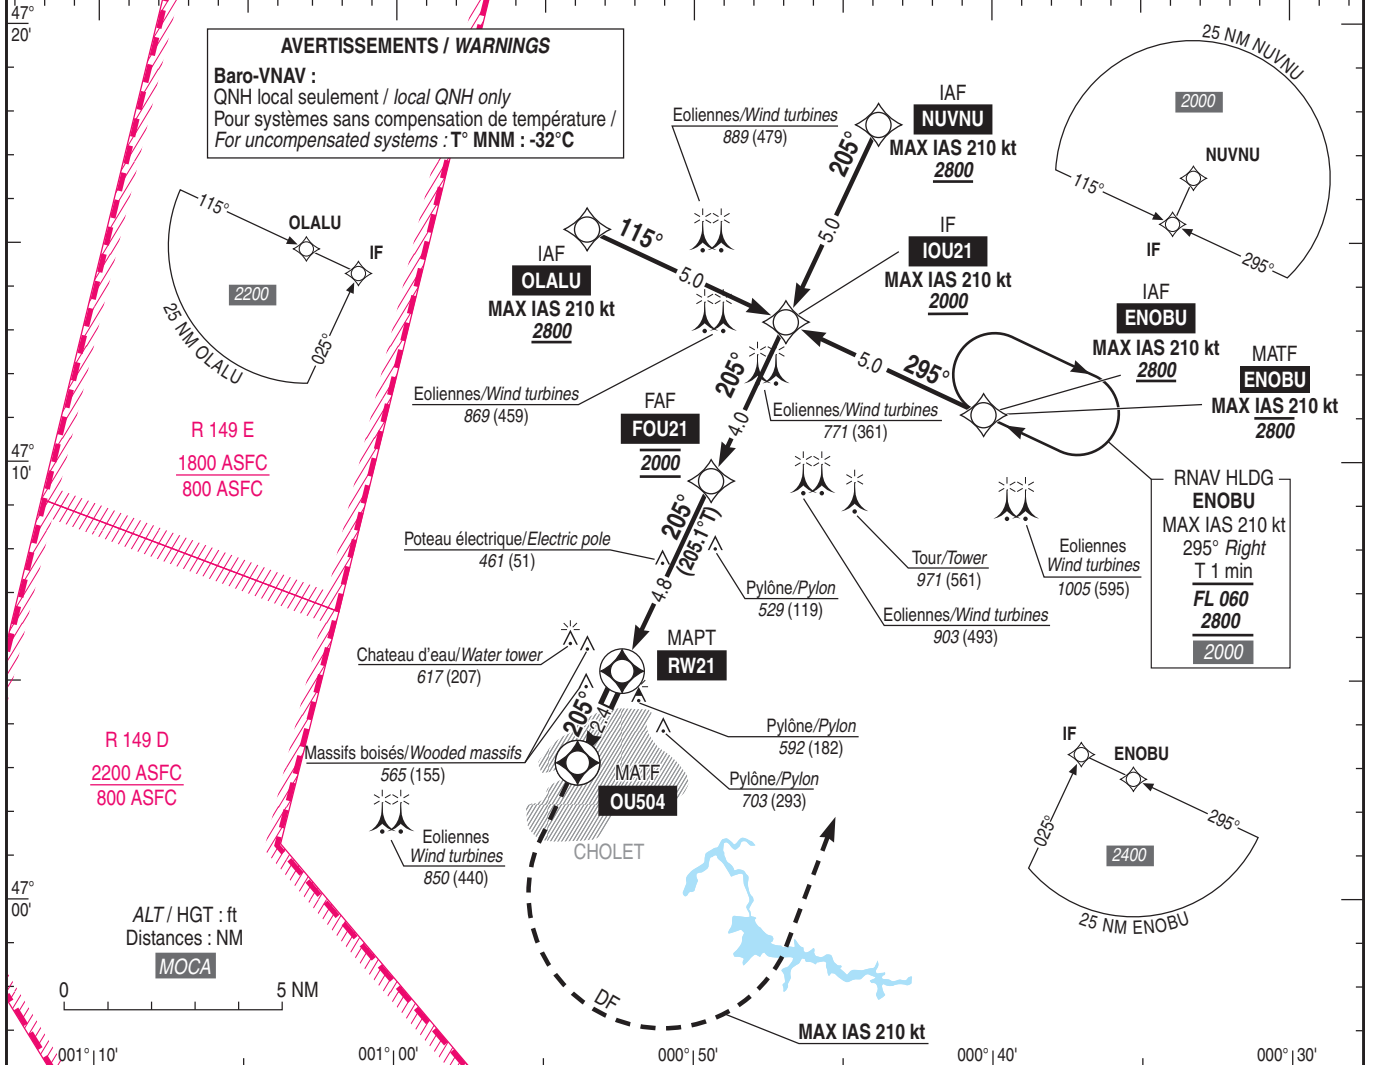 47°
20'
AVERTISSEMENTS / WARNINGS
Baro-VNAV :
QNH local seulement / local QNH only
Pour systèmes sans compensation de température /
For uncompensated systems : T° MNM : -32°C
Eoliennes/Wind turbines
889 (479)
205°
5.0
IAF
NUVNU
MAX IAS 210 kt
2800
25 NM NUVNU
2000
NUVNU
115°
IF
295°
115°
OLALU
IF
2200
025°
25 NM OLALU
IAF
OLALU
MAX IAS 210 kt
2800
115°
5.0
IF
IOU21
MAX IAS 210 kt
2000
IAF
ENOBU
MAX IAS 210 kt
2800
MATF
ENOBU
MAX IAS 210 kt
2800
295°
5.0
Eoliennes/Wind turbines
869 (459)
205°
4.0
Eoliennes/Wind turbines
771 (361)
FAF
FOU21
2000
R 149 E
1800 ASFC
800 ASFC
47°
10'
RNAV HLDG
ENOBU
MAX IAS 210 kt
295° Right
T 1 min
FL 060
2800
2000
205°
(205.1°T)
4.8
Poteau électrique/Electric pole
461 (51)
Pylône/Pylon
529 (119)
Tour/Tower
971 (561)
Eoliennes
Wind turbines
1005 (595)
Eoliennes/Wind turbines
903 (493)
Chateau d'eau/Water tower
617 (207)
MAPT
RW21
205°
2.4
Pylône/Pylon
592 (182)
Massifs boisés/Wooded massifs
565 (155)
MATF
OU504
Pylône/Pylon
703 (293)
R 149 D
2200 ASFC
800 ASFC
IF
ENOBU
025°
295°
2400
25 NM ENOBU
Eoliennes
Wind turbines
850 (440)
CHOLET
47°
00'
ALT / HGT : ft
Distances : NM
MOCA
0
5 NM
DF
MAX IAS 210 kt
001° 10'
001° 00'
000° 50'
000° 40'
000° 30'